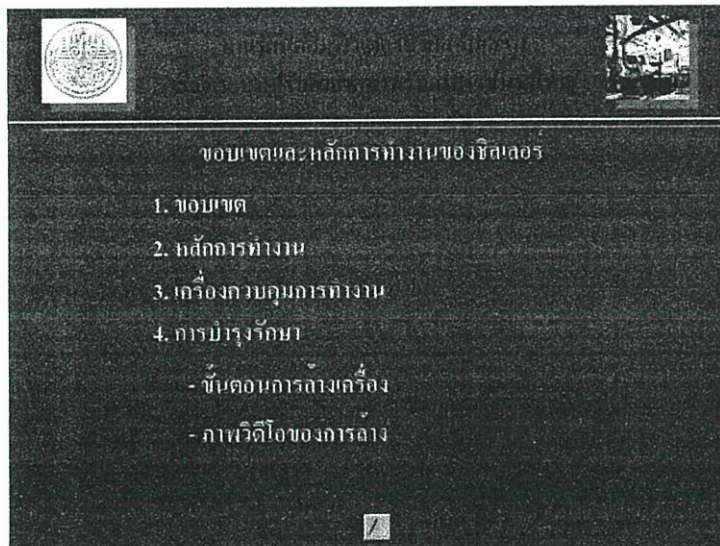 ขอบเขตและหลักการทำงานของชิลเลอร์
1. ขอบเขต
2. หลักการทำงาน
3. เครื่องควบคุมการทำงาน
4. การบำรุงรักษา
- ขั้นตอนการล้างเครื่อง
- ภาพวิดีโอของการล้าง